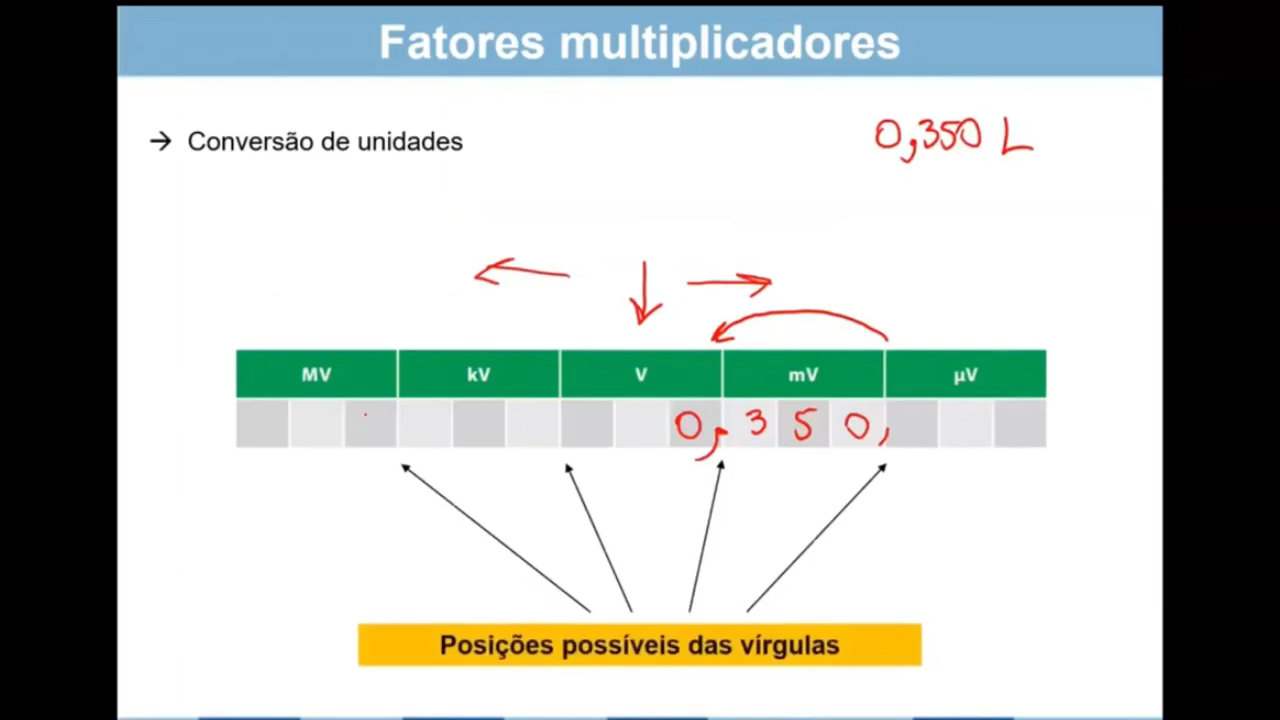 Fatores multiplicadores
→ Conversão de unidades
0,350 L
MV kV V mV µV
0, 3 5 0,
Posições possíveis das vírgulas